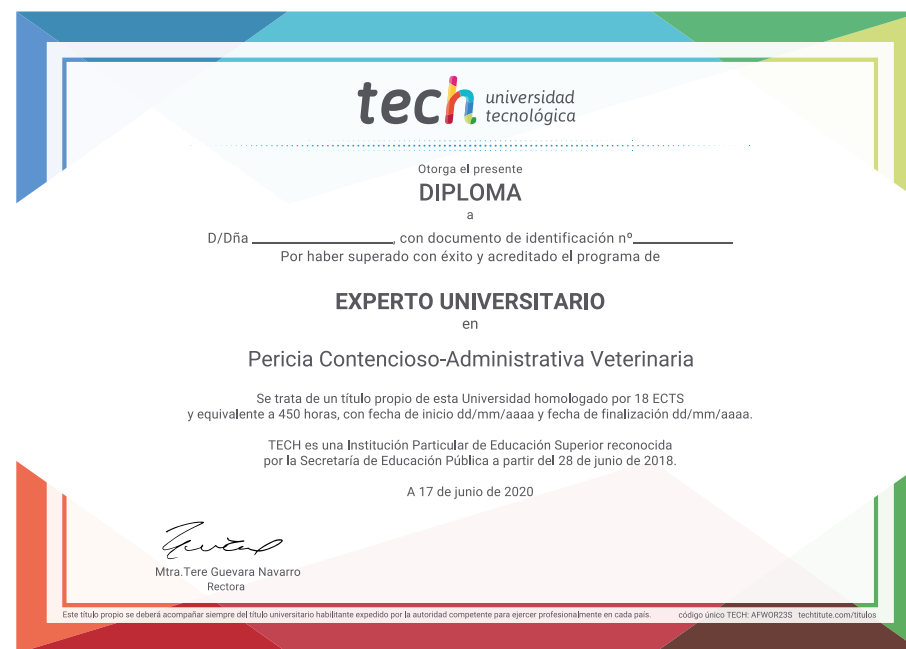 tech universidad
tecnológica
Otorga el presente
DIPLOMA
a
D/Dña ____________________, con documento de identificación nº______________
Por haber superado con éxito y acreditado el programa de
EXPERTO UNIVERSITARIO
en
Pericia Contencioso-Administrativa Veterinaria
Se trata de un título propio de esta Universidad homologado por 18 ECTS
y equivalente a 450 horas, con fecha de inicio dd/mm/aaaa y fecha de finalización dd/mm/aaaa.
TECH es una Institución Particular de Educación Superior reconocida
por la Secretaría de Educación Pública a partir del 28 de junio de 2018.
A 17 de junio de 2020
Mtra.Tere Guevara Navarro
Rectora
Este título propio se deberá acompañar siempre del título universitario habilitante expedido por la autoridad competente para ejercer profesionalmente en cada país. código único TECH: AFWOR23S techtitute.com/titulos